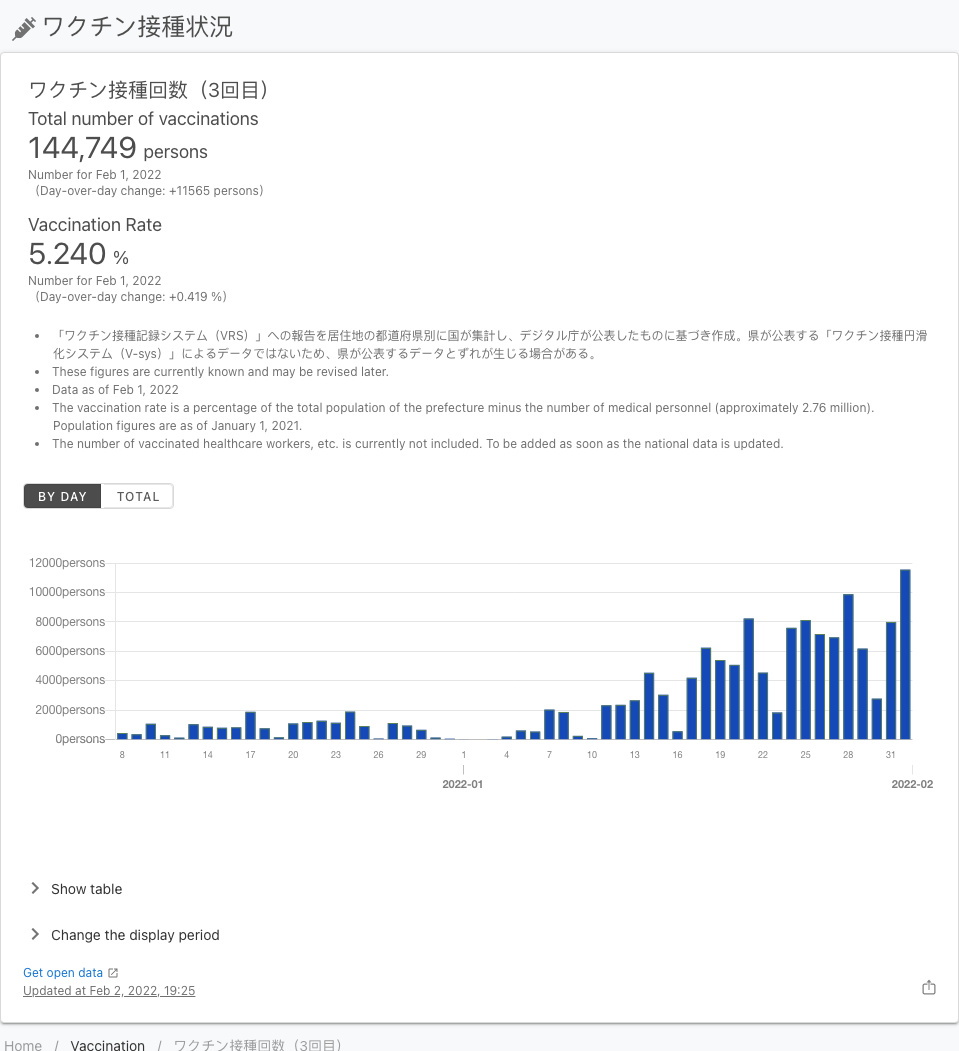 ワクチン接種状況
ワクチン接種回数（3回目）
Total number of vaccinations
144,749 persons
Number for Feb 1, 2022
（Day-over-day change: +11565 persons）
Vaccination Rate
5.240 %
Number for Feb 1, 2022
（Day-over-day change: +0.419 %）
• 「ワクチン接種記録システム（VRS）」への報告を居住地の都道府県別に国が集計し、デジタル庁が公表したものに基づき作成。県が公表する「ワクチン接種円滑
化システム（V-sys）」によるデータではないため、県が公表するデータとずれが生じる場合がある。
• These figures are currently known and may be revised later.
• Data as of Feb 1, 2022
• The vaccination rate is a percentage of the total population of the prefecture minus the number of medical personnel (approximately 2.76 million).
Population figures are as of January 1, 2021.
• The number of vaccinated healthcare workers, etc. is currently not included. To be added as soon as the national data is updated.
BY DAY TOTAL
12000persons
10000persons
8000persons
6000persons
4000persons
2000persons
0persons
8 11 14 17 20 23 26 29 1 4 7 10 13 16 19 22 25 28 31
2022-01 2022-02
Show table
Change the display period
Get open data
Updated at Feb 2, 2022, 19:25
Home / Vaccination / ワクチン接種回数（3回目）